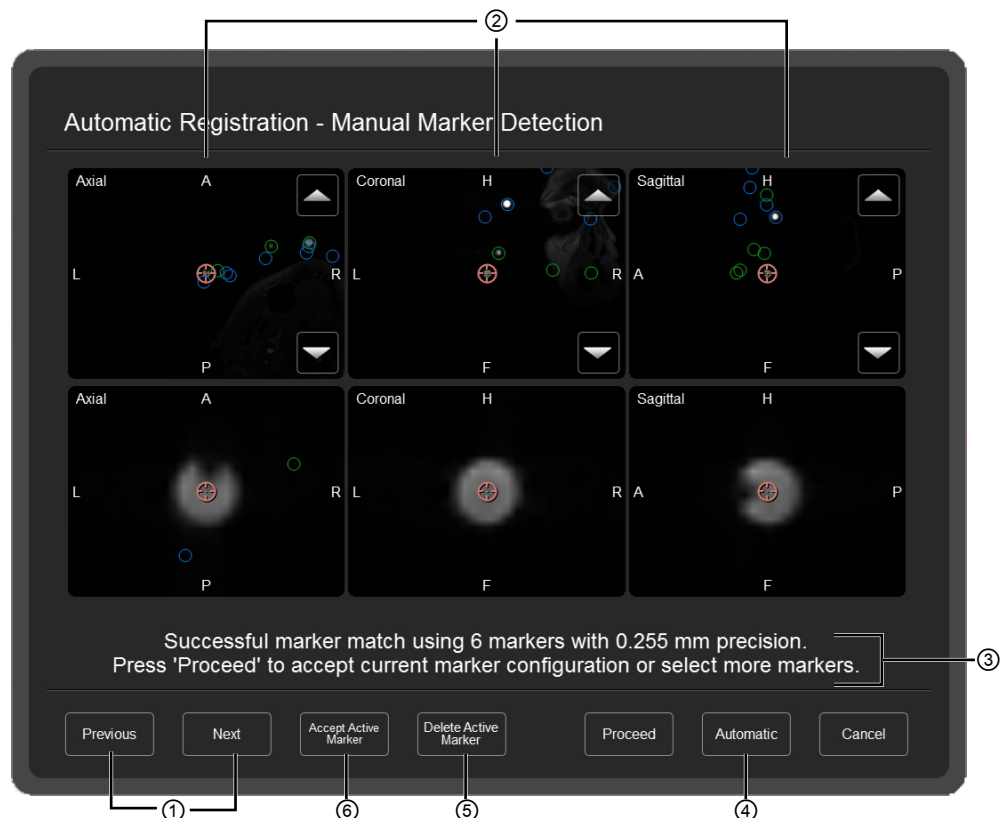 ②
Automatic Registration - Manual Marker Detection
Axial
A
L
R
P
Coronal
H
L
R
F
Sagittal
H
A
P
F
Axial
A
L
R
P
Coronal
H
L
R
F
Sagittal
H
A
P
F
Successful marker match using 6 markers with 0.255 mm precision.
Press 'Proceed' to accept current marker configuration or select more markers.
③
Previous
Next
Accept Active
Marker
Delete Active
Marker
Proceed
Automatic
Cancel
①
⑥
⑤
④